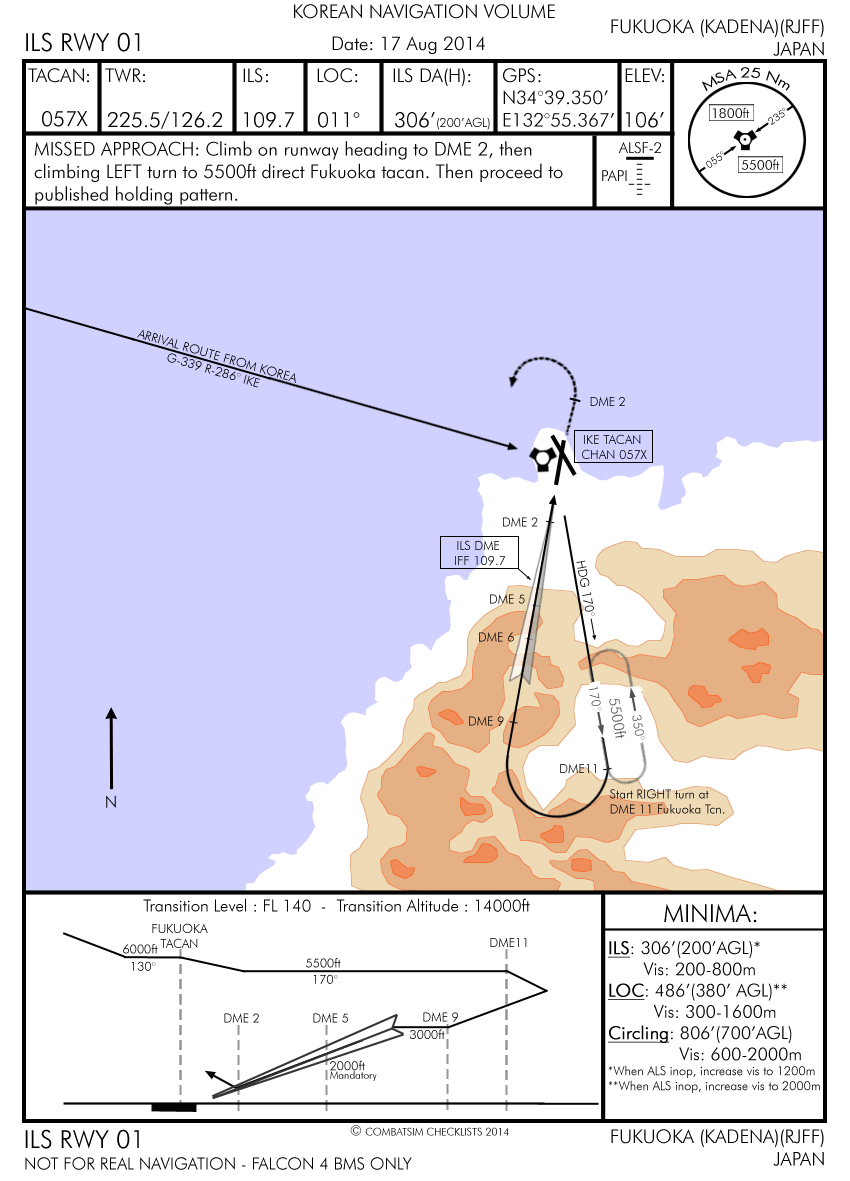 KOREAN NAVIGATION VOLUME
ILS RWY 01
Date: 17 Aug 2014
FUKUOKA (KADENA)(RJFF)
JAPAN
TACAN:
057X
TWR:
225.5/126.2
ILS:
109.7
LOC:
011°
ILS DA(H):
306'(200'AGL)
GPS:
N34°39.350'
E132°55.367'
ELEV:
106'
MSA 25 Nm
1800ft
235°
055°
5500ft
MISSED APPROACH: Climb on runway heading to DME 2, then
climbing LEFT turn to 5500ft direct Fukuoka tacan. Then proceed to
published holding pattern.
ALSF-2
PAPI
ARRIVAL ROUTE FROM KOREA
G-339 R-286° IKE
DME 2
IKE TACAN
CHAN 057X
DME 2
ILS DME
IFF 109.7
HDG 170°
DME 5
DME 6
170°
5500ft
350°
DME 9
DME11
Start RIGHT turn at
DME 11 Fukuoka Tcn.
N
Transition Level : FL 140 - Transition Altitude : 14000ft
FUKUOKA
TACAN
DME11
6000ft
130°
5500ft
170°
DME 2
DME 5
DME 9
3000ft
2000ft
Mandatory
MINIMA:
ILS: 306'(200'AGL)*
Vis: 200-800m
LOC: 486'(380' AGL)**
Vis: 300-1600m
Circling: 806'(700'AGL)
Vis: 600-2000m
*When ALS inop, increase vis to 1200m
**When ALS inop, increase vis to 2000m
ILS RWY 01
© COMBATSIM CHECKLISTS 2014
FUKUOKA (KADENA)(RJFF)
JAPAN
NOT FOR REAL NAVIGATION - FALCON 4 BMS ONLY